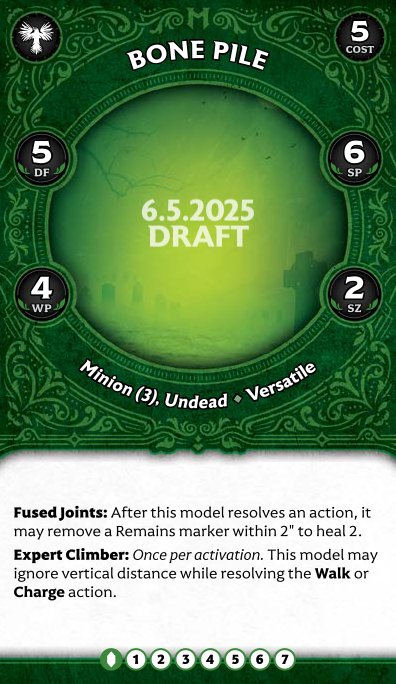 BONE PILE
5
COST
5
DF
6
SP
6.5.2025
DRAFT
4
WP
2
SZ
Minion (3), Undead ⬥ Versatile
Fused Joints: After this model resolves an action, it
may remove a Remains marker within 2" to heal 2.
Expert Climber: Once per activation. This model may
ignore vertical distance while resolving the Walk or
Charge action.
1 2 3 4 5 6 7